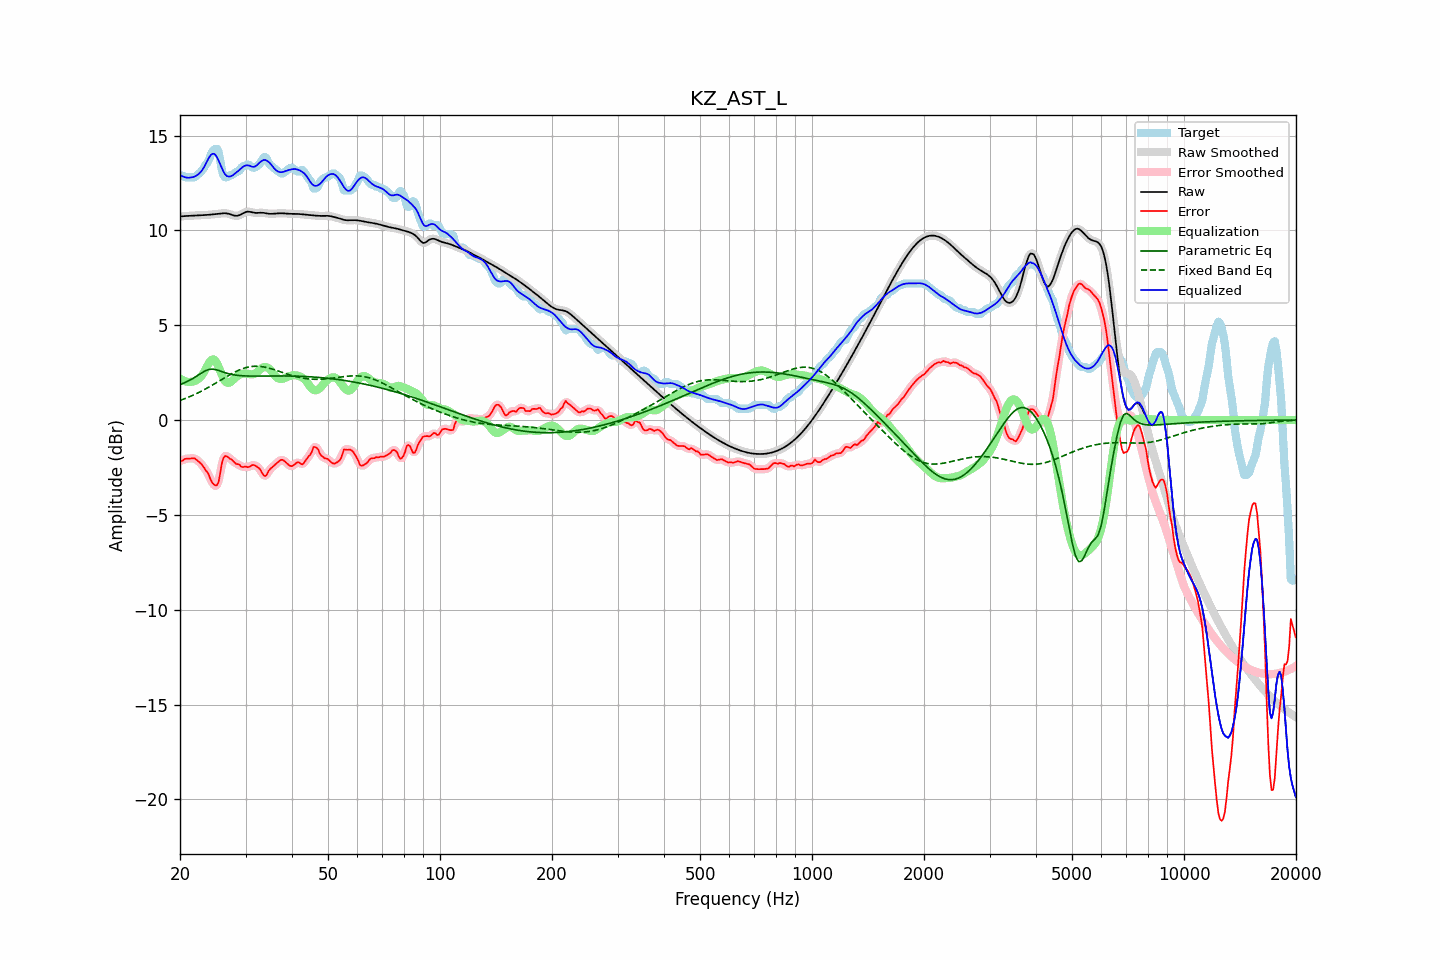 KZ_AST_L
Target
Raw Smoothed
Error Smoothed
Raw
Error
Equalization
Parametric Eq
Fixed Band Eq
Equalized
15
10
5
0
−5
−10
−15
−20
Amplitude (dBr)
20 50 100 200 500 1000 2000 5000 10000 20000
Frequency (Hz)